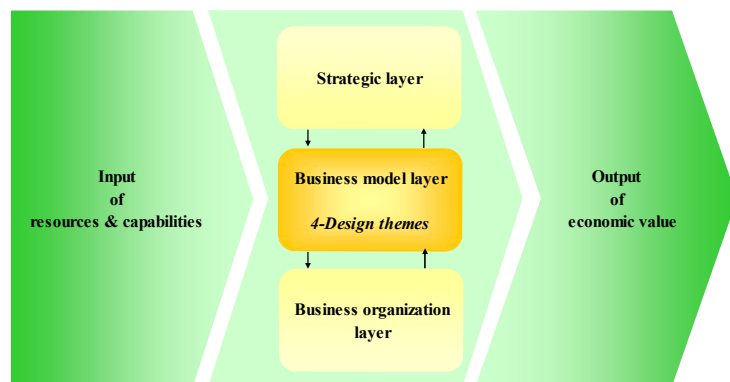 Input
of
resources & capabilities
Strategic layer
Business model layer
4-Design themes
Business organization
layer
Output
of
economic value